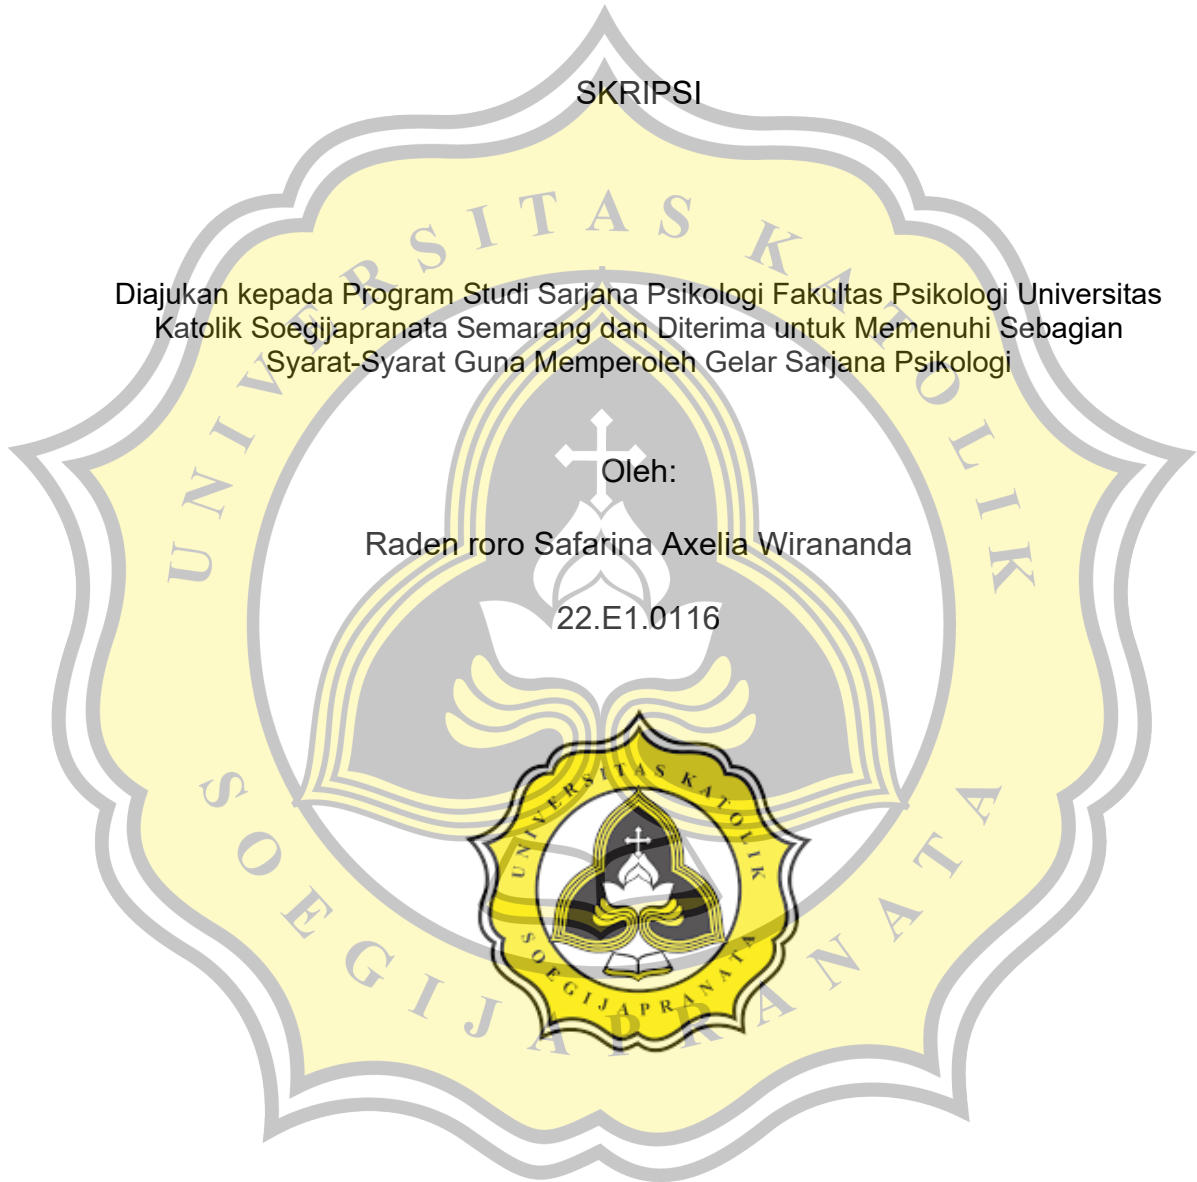 SKRIPSI
UNIVERSITAS KATOLIK
Diajukan kepada Program Studi Sarjana Psikologi Fakultas Psikologi Universitas
Katolik Soegijapranata Semarang dan Diterima untuk Memenuhi Sebagian
Syarat-Syarat Guna Memperoleh Gelar Sarjana Psikologi
Oleh:
Raden roro Safarina Axelia Wirananda
22.E1.0116
SOEGIJAPRANATA
UNIVERSITAS KATOLIK
SOEGIJAPRANATA